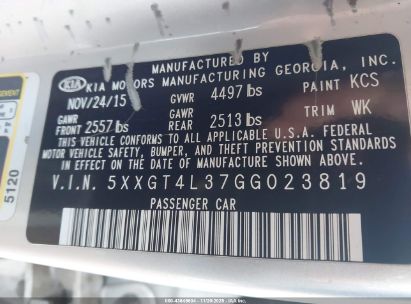 MANUFACTURED BY
KIA KIA MOTORS MANUFACTURING GEORGIA, INC.
NOV/24/15 GVWR 4497 lbs PAINT KCS
GAWR FRONT 2557 lbs GAWR REAR 2513 lbs TRIM WK
THIS VEHICLE CONFORMS TO ALL APPLICABLE U.S.A. FEDERAL
MOTOR VEHICLE SAFETY, BUMPER, AND THEFT PREVENTION
STANDARDS IN EFFECT ON THE DATE OF MANUFACTURE SHOWN ABOVE.
V.I.N. 5XXGT4L37GG023819
PASSENGER CAR
5120